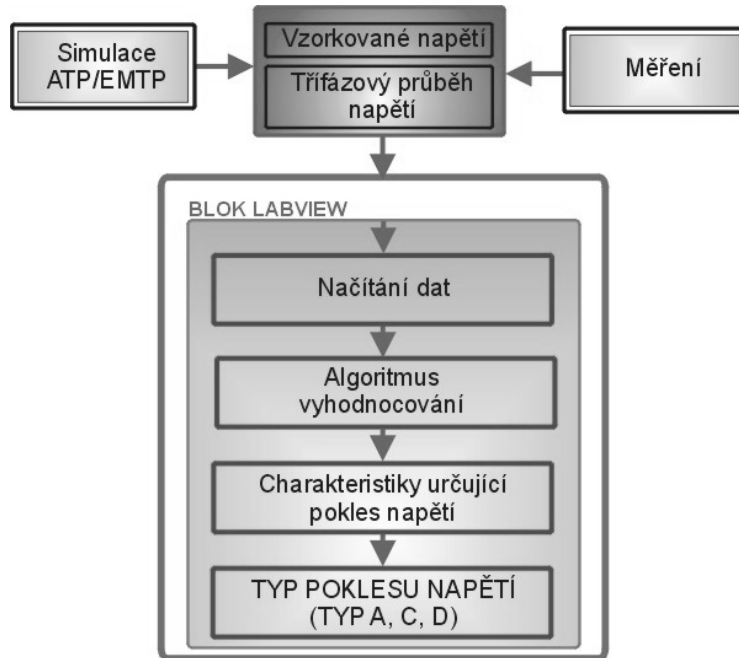 Simulace
ATP/EMTP
Vzorkované napětí
Třífázový průběh
napětí
Měření
BLOK LABVIEW
Načítání dat
Algoritmus
vyhodnocování
Charakteristiky určující
pokles napětí
TYP POKLESU NAPĚTÍ
(TYP A, C, D)